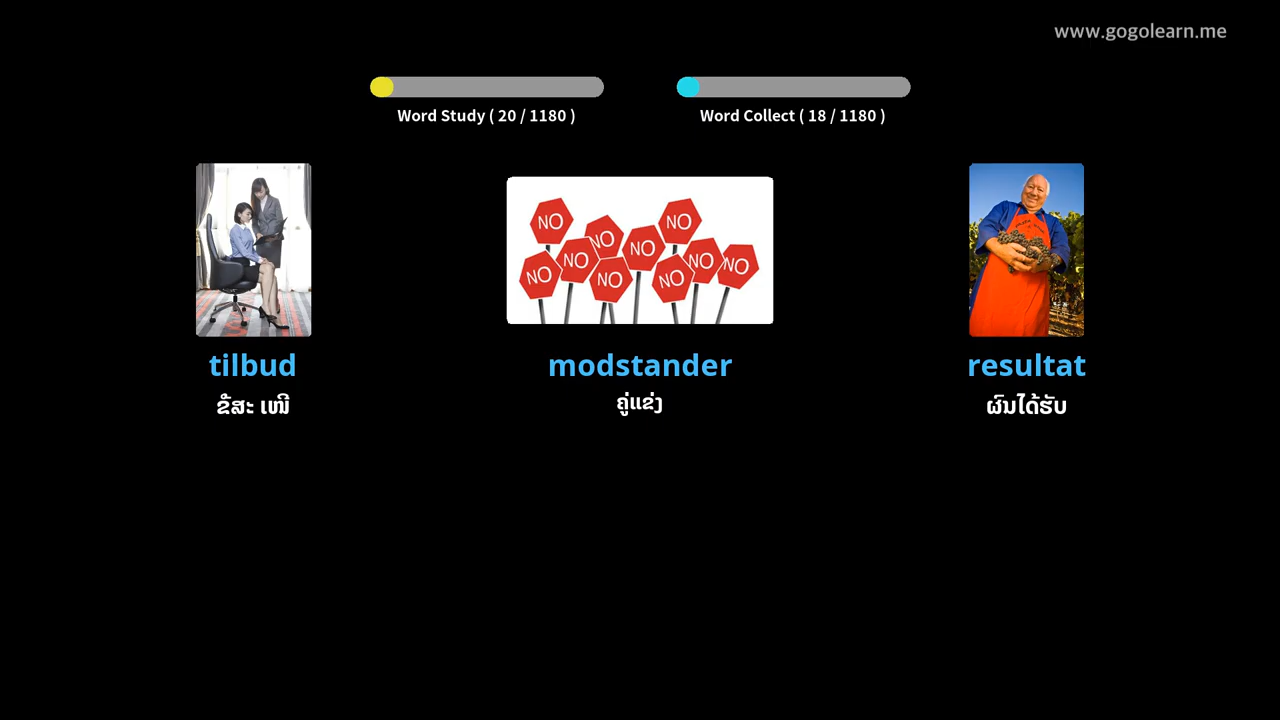 www.gogolearn.me
Word Study ( 20 / 1180 )
Word Collect ( 18 / 1180 )
NO NO NO NO NO NO NO NO NO NO
tilbud
modstander
resultat
ຂໍ້ສະ ເໜີ
ຄູ່ແຂ່ງ
ຜົນໄດ້ຮັບ